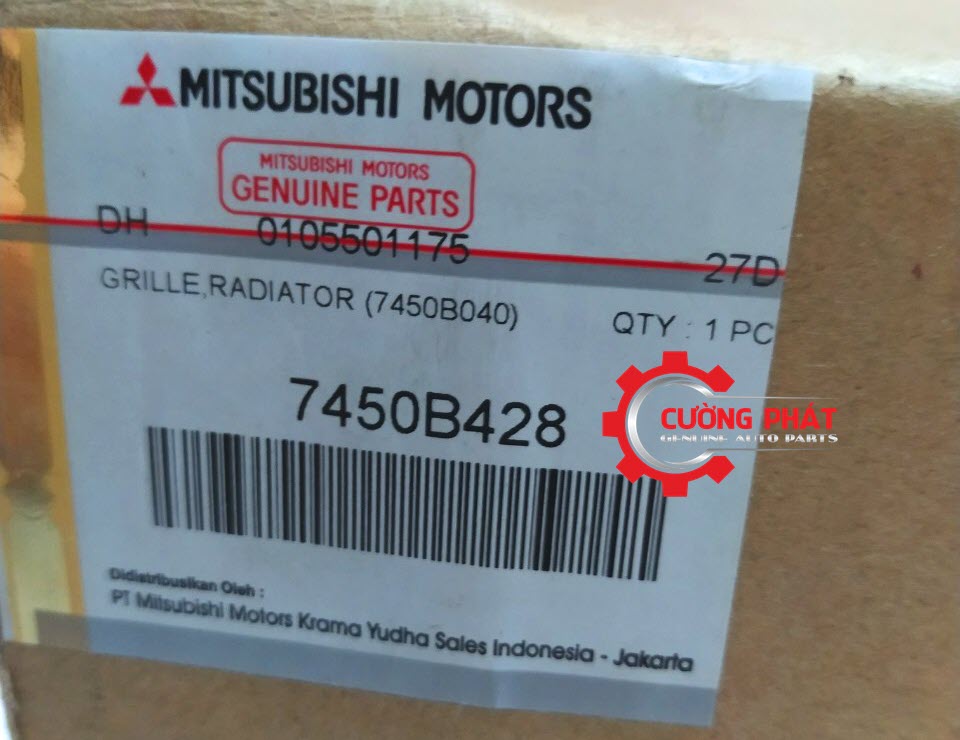 MITSUBISHI MOTORS
MITSUBISHI MOTORS
GENUINE PARTS
DH 0105501175 27D
GRILLE,RADIATOR (7450B040)
QTY : 1 PC
7450B428
CƯỜNG PHÁT
GENUINE AUTO PARTS
Didistribusikan Oleh :
PT Mitsubishi Motors Krama Yudha Sales Indonesia - Jakarta